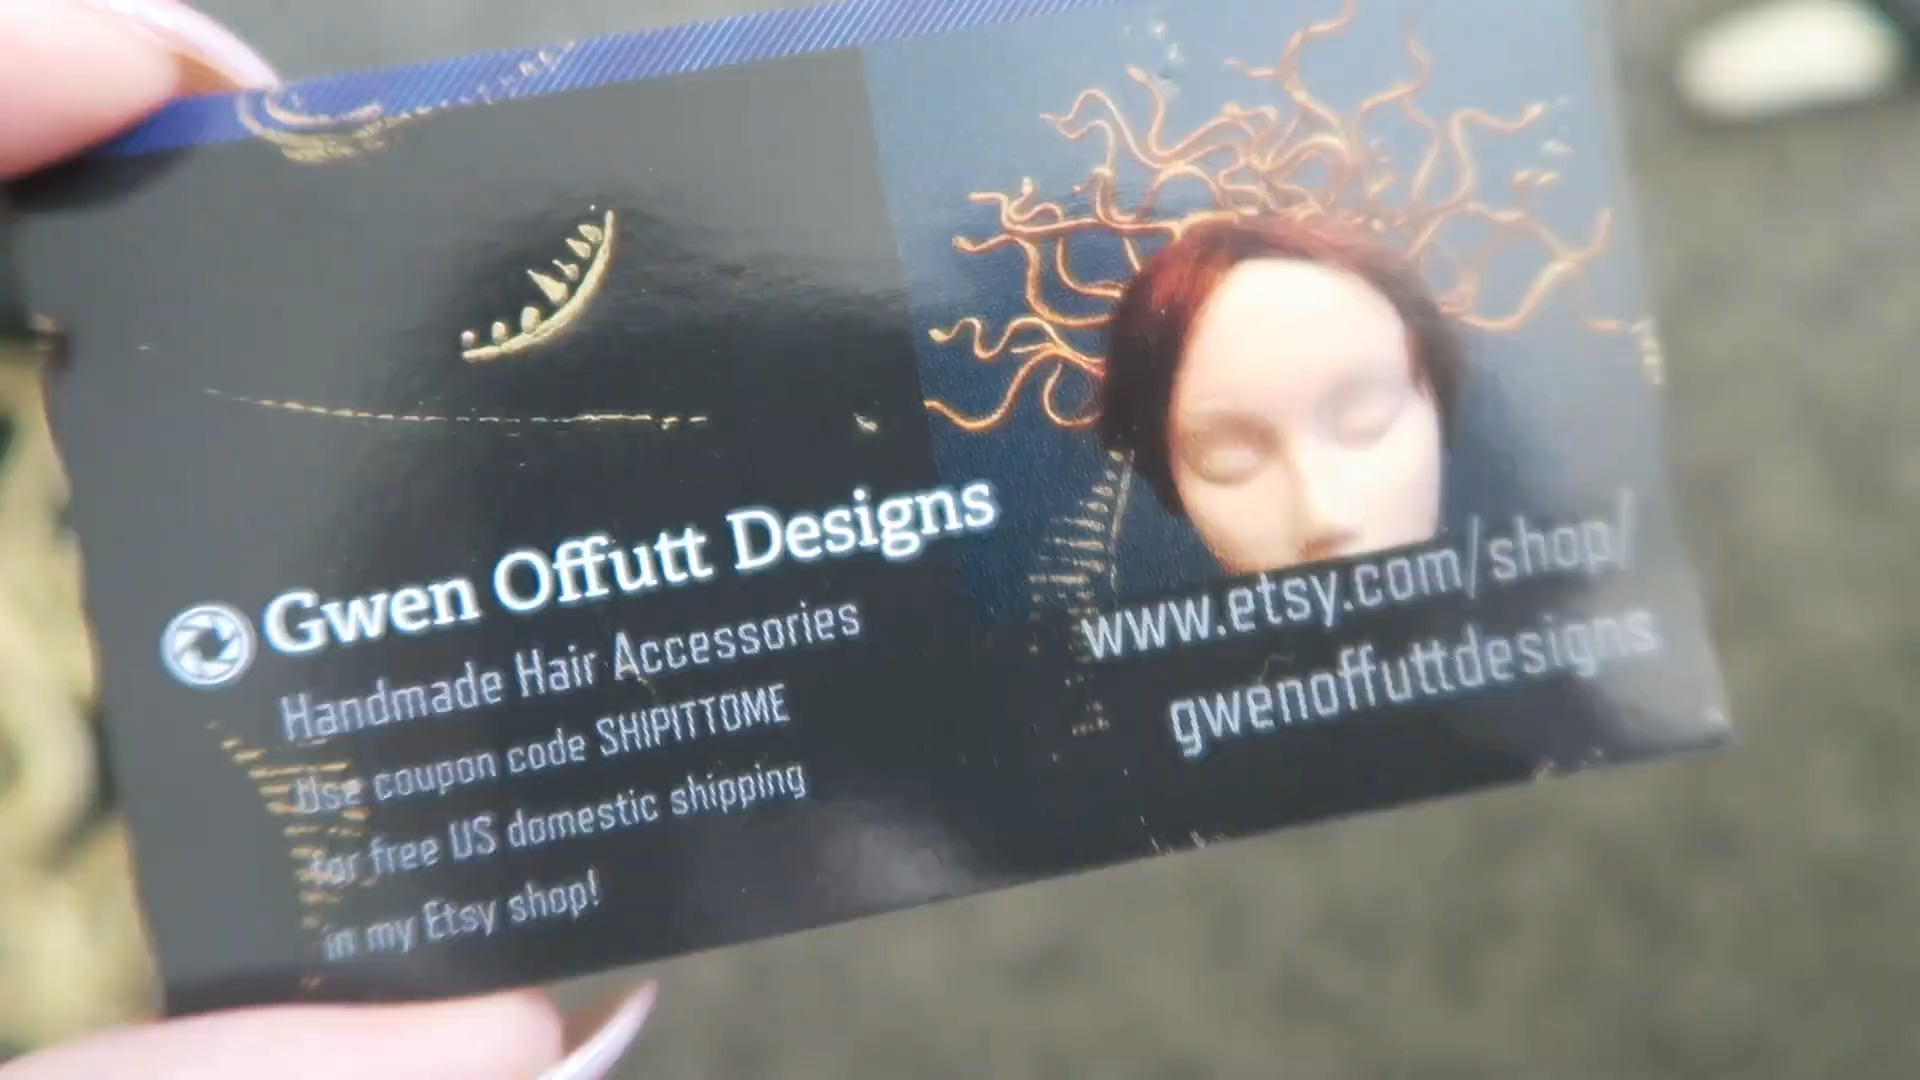 Gwen Offutt Designs
Handmade Hair Accessories
Use coupon code SHIPITTOME
for free US domestic shipping
in my Etsy shop!
www.etsy.com/shop/
gwenoffuttdesigns